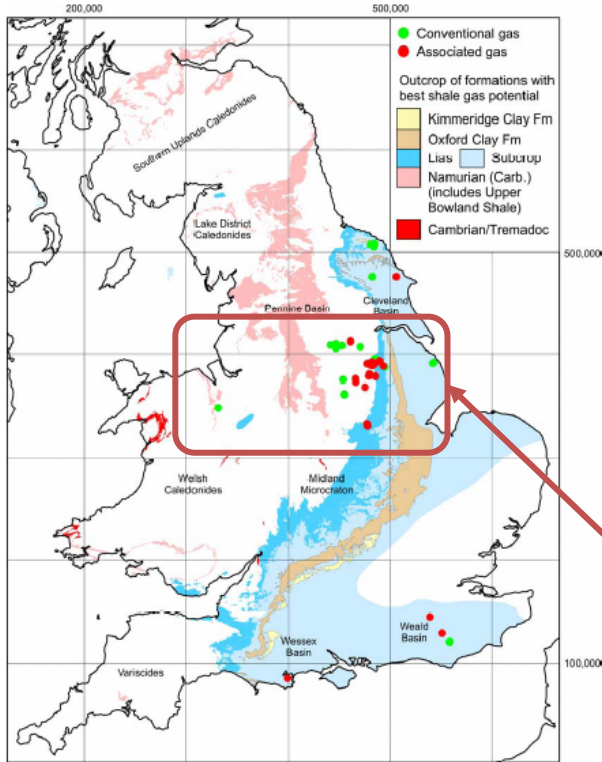 200,000
500,000
Conventional gas
Associated gas
Outcrop of formations with
best shale gas potential
Kimmeridge Clay Fm
Oxford Clay Fm
Lias
Subcrop
Namurian (Carb.)
(includes Upper
Bowland Shale)
Cambrian/Tremadoc
Southern Uplands Caledonides
Lake District
Caledonides
500,000
Pennine Basin
Cleveland
Basin
Welsh
Caledonides
Midland
Microcraton
Wessex
Basin
Weald
Basin
Variscides
100,000